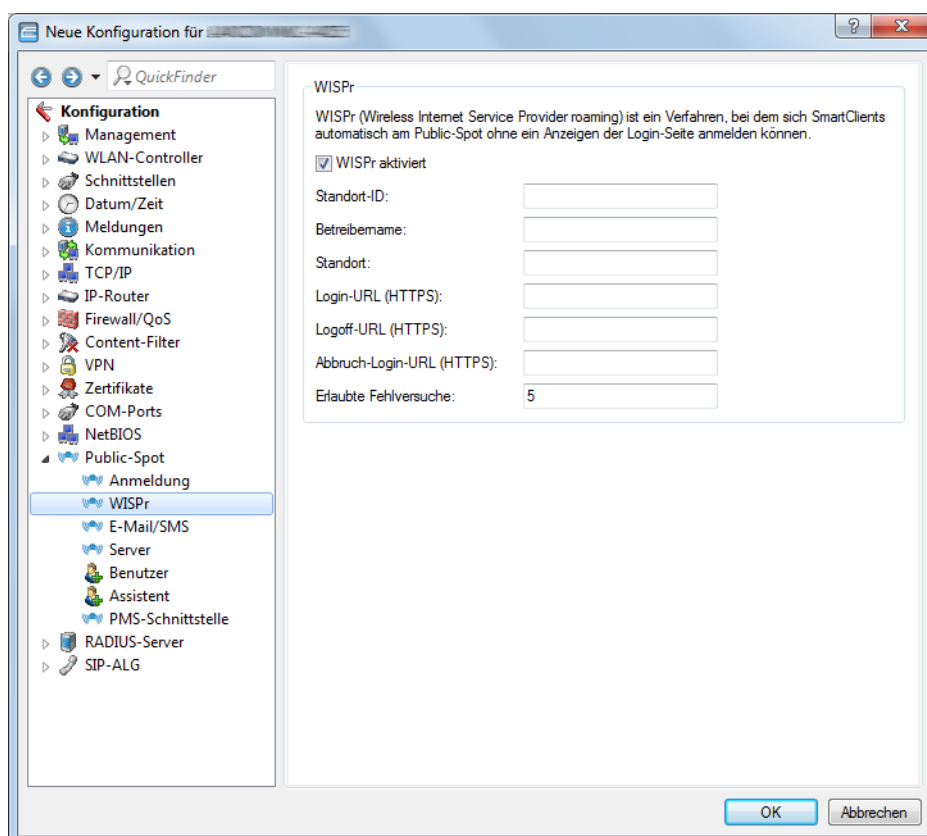 Neue Konfiguration für
QuickFinder
Konfiguration
Management
WLAN-Controller
Schnittstellen
Datum/Zeit
Meldungen
Kommunikation
TCP/IP
IP-Router
Firewall/QoS
Content-Filter
VPN
Zertifikate
COM-Ports
NetBIOS
Public-Spot
Anmeldung
WISPr
E-Mail/SMS
Server
Benutzer
Assistent
PMS-Schnittstelle
RADIUS-Server
SIP-ALG
WISPr
WISPr (Wireless Internet Service Provider roaming) ist ein Verfahren, bei dem sich SmartClients
automatisch am Public-Spot ohne ein Anzeigen der Login-Seite anmelden können.
WISPr aktiviert
Standort-ID:
Betreibername:
Standort:
Login-URL (HTTPS):
Logoff-URL (HTTPS):
Abbruch-Login-URL (HTTPS):
Erlaubte Fehlversuche: 5
OK Abbrechen